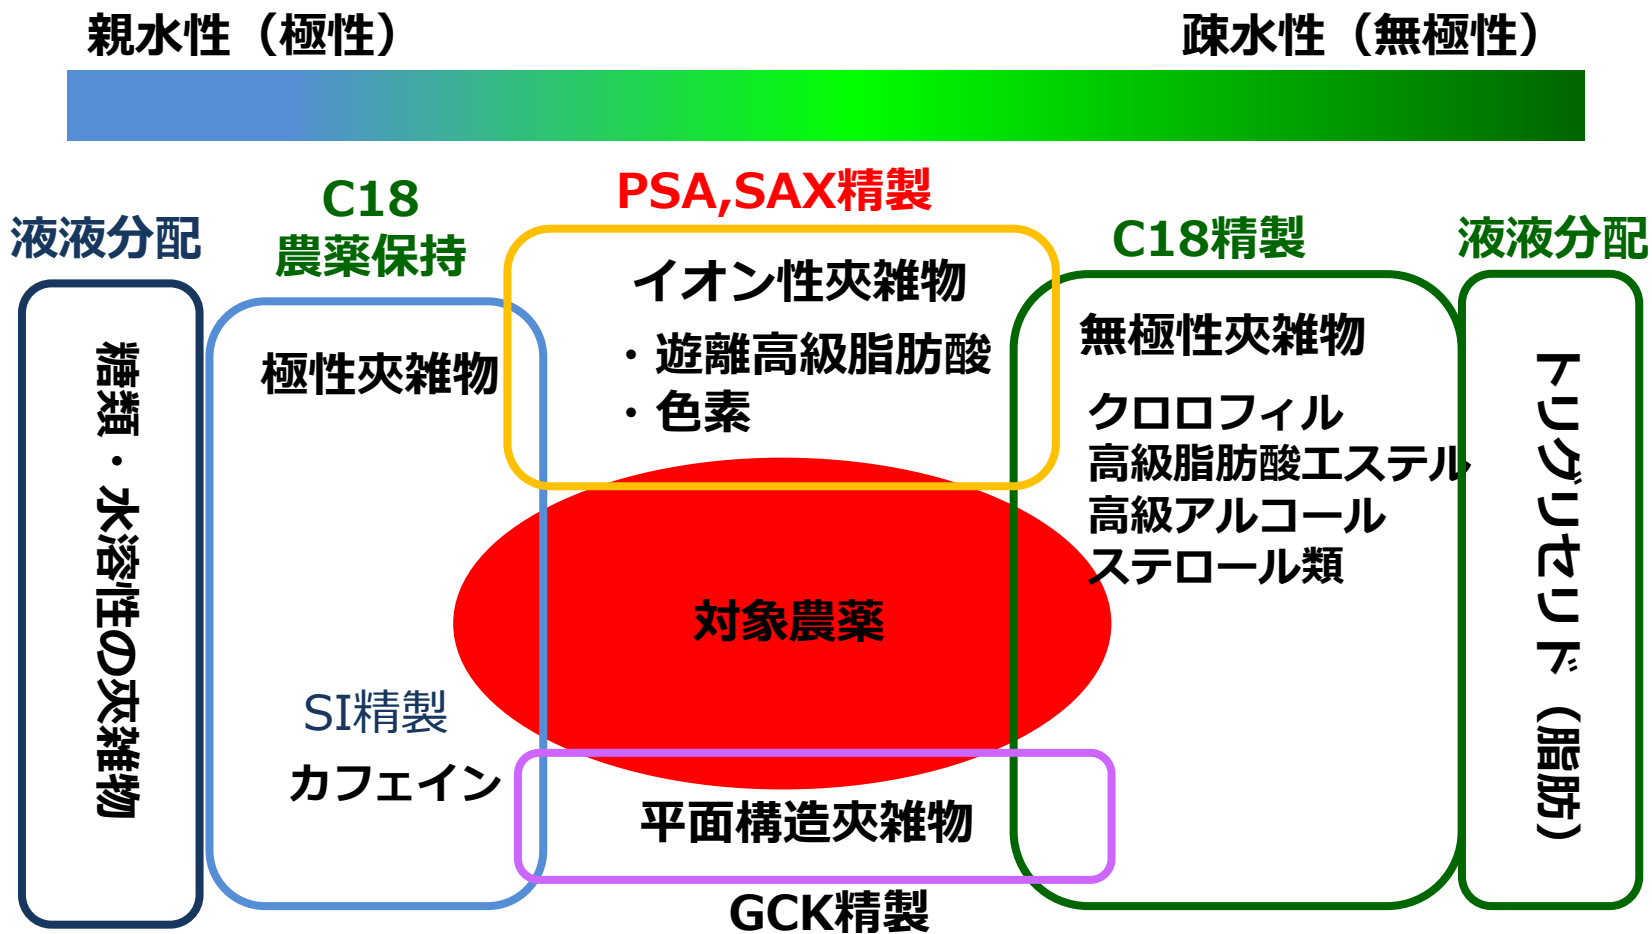 親水性（極性）
疎水性（無極性）
液液分配
糖類・水溶性の夾雑物
C18
農薬保持
極性夾雑物
SI精製
カフェイン
PSA,SAX精製
イオン性夾雑物
・遊離高級脂肪酸
・色素
対象農薬
平面構造夾雑物
GCK精製
C18精製
無極性夾雑物
クロロフィル
高級脂肪酸エステル
高級アルコール
ステロール類
液液分配
トリグリセリド（脂肪）